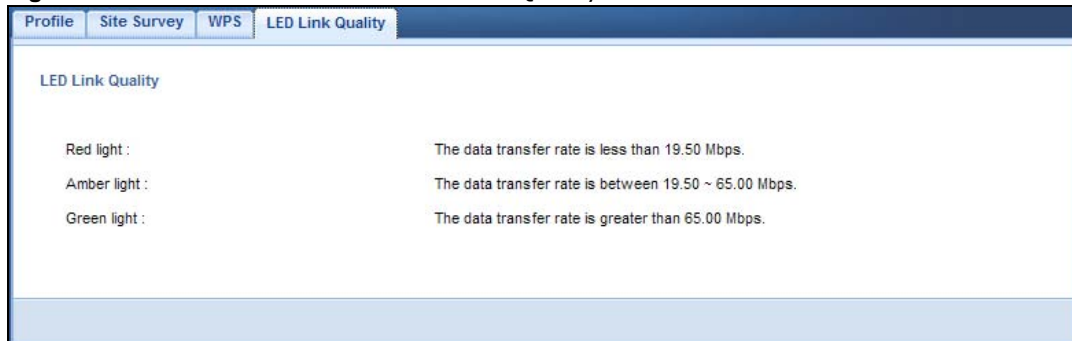 Profile Site Survey WPS LED Link Quality
LED Link Quality
Red light : The data transfer rate is less than 19.50 Mbps.
Amber light : The data transfer rate is between 19.50 ~ 65.00 Mbps.
Green light : The data transfer rate is greater than 65.00 Mbps.